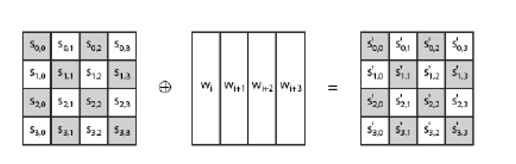 S0,0 S0,1 S0,2 S0,3 S'0,0 S'0,1 S'0,2 S'0,3
S1,0 S1,1 S1,2 S1,3 ⊕ Wi Wi+1 Wi+2 Wi+3 = S'1,0 S'1,1 S'1,2 S'1,3
S2,0 S2,1 S2,2 S2,3 S'2,0 S'2,1 S'2,2 S'2,3
S3,0 S3,1 S3,2 S3,3 S'3,0 S'3,1 S'3,2 S'3,3